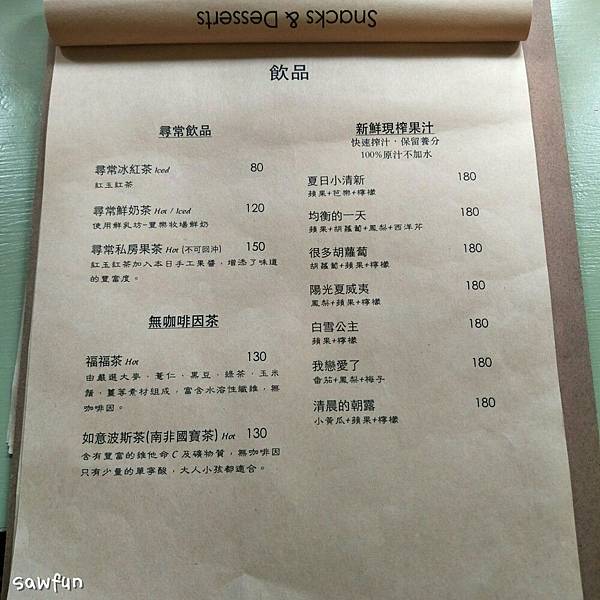 Snacks & Desserts
飲品
尋常飲品
尋常冰紅茶 Iced 80
紅玉紅茶
尋常鮮奶茶 Hot / Iced 120
使用鮮乳坊-豐樂牧場鮮奶
尋常私房果茶 Hot (不可回沖) 150
紅玉紅茶加入本日手工果醬,增添了味道
的豐富度。
無咖啡因茶
福福茶 Hot 130
由嚴選大麥、薏仁、黑豆、綠茶、玉米
鬚、薑等素材組成,富含水溶性纖維,無
咖啡因。
如意波斯茶(南非國寶茶) Hot 130
含有豐富的維他命C及礦物質,無咖啡因
只有少量的單寧酸,大人小孩都適合。
新鮮現榨果汁
快速搾汁,保留養分
100%原汁不加水
夏日小清新 180
蘋果+芭樂+檸檬
均衡的一天 180
蘋果+胡蘿蔔+鳳梨+西洋芹
很多胡蘿蔔 180
胡蘿蔔+蘋果+檸檬
陽光夏威夷 180
鳳梨+蘋果+檸檬
白雪公主 180
蘋果+檸檬
我戀愛了 180
番茄+鳳梨+梅子
清晨的朝露 180
小黃瓜+蘋果+檸檬
sawfun